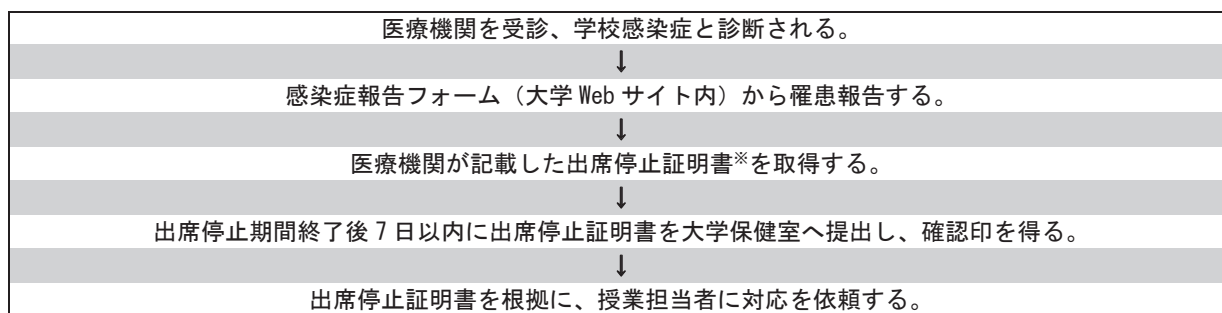 医療機関を受診、学校感染症と診断される。
↓
感染症報告フォーム（大学 Web サイト内）から罹患報告する。
↓
医療機関が記載した出席停止証明書※を取得する。
↓
出席停止期間終了後 7 日以内に出席停止証明書を大学保健室へ提出し、確認印を得る。
↓
出席停止証明書を根拠に、授業担当者に対応を依頼する。